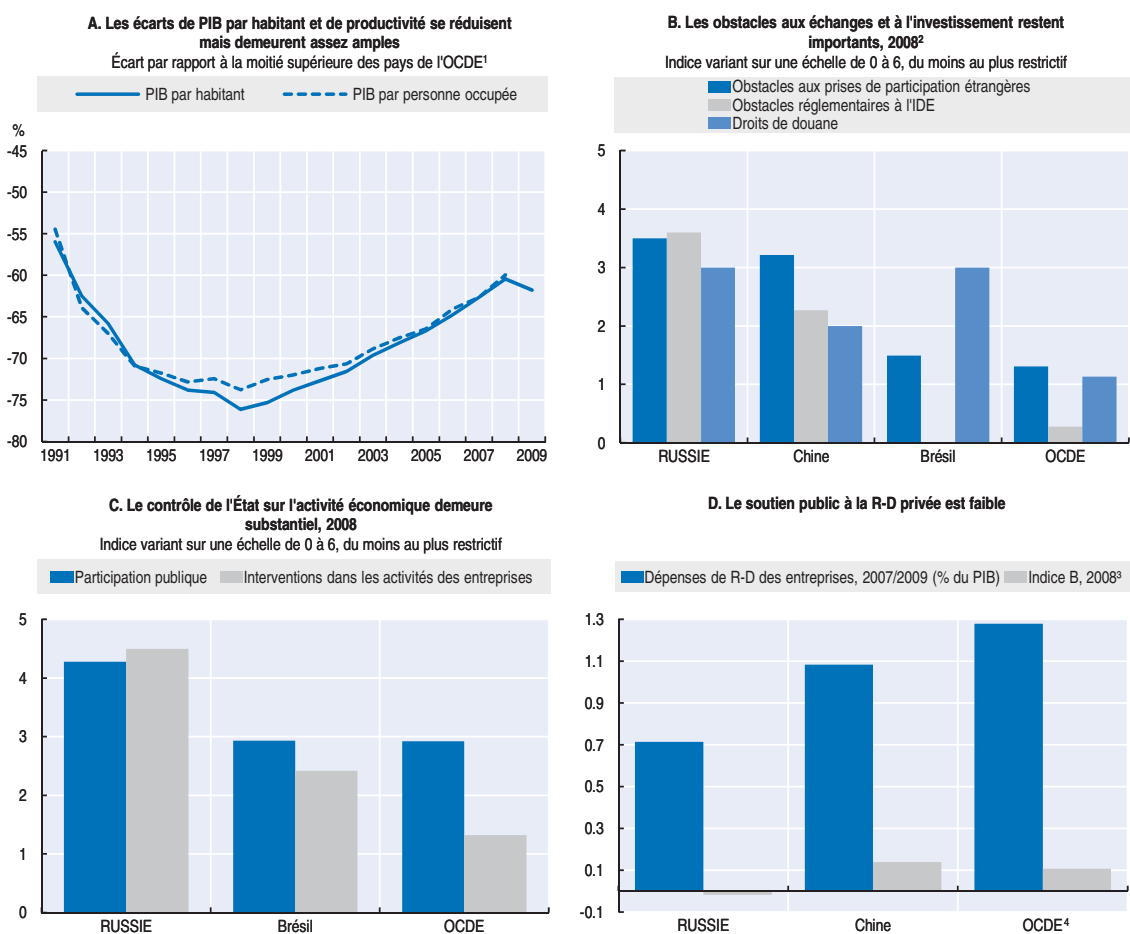 A. Les écarts de PIB par habitant et de productivité se réduisent
mais demeurent assez amples
Écart par rapport à la moitié supérieure des pays de l'OCDE¹
PIB par habitant
PIB par personne occupée
%
-45
-50
-55
-60
-65
-70
-75
-80
1991 1993 1995 1997 1999 2001 2003 2005 2007 2009
B. Les obstacles aux échanges et à l'investissement restent
importants, 2008²
Indice variant sur une échelle de 0 à 6, du moins au plus restrictif
Obstacles aux prises de participation étrangères
Obstacles réglementaires à l'IDE
Droits de douane
5
4
3
2
1
0
RUSSIE Chine Brésil OCDE
C. Le contrôle de l'État sur l'activité économique demeure
substantiel, 2008
Indice variant sur une échelle de 0 à 6, du moins au plus restrictif
Participation publique
Interventions dans les activités des entreprises
5
4
3
2
1
0
RUSSIE Brésil OCDE
D. Le soutien public à la R-D privée est faible
Dépenses de R-D des entreprises, 2007/2009 (% du PIB)
Indice B, 2008³
1.3
1.1
0.9
0.7
0.5
0.3
0.1
-0.1
RUSSIE Chine OCDE⁴